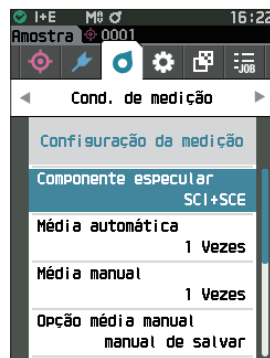 I+E M0 16:22
Amostra 0001
-JOB
Cond. de medição
Configuração da medição
Componente especular
SCI+SCE
Média automática
1 Vezes
Média manual
1 Vezes
Opção média manual
manual de salvar